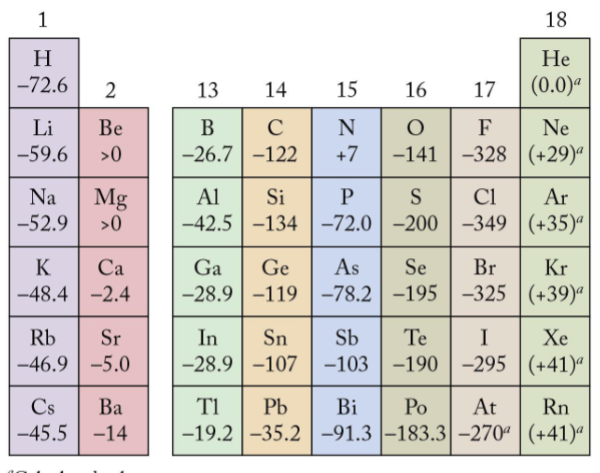 1 18
H He
–72.6 2 13 14 15 16 17 (0.0)ᵃ
Li Be B C N O F Ne
–59.6 >0 –26.7 –122 +7 –141 –328 (+29)ᵃ
Na Mg Al Si P S Cl Ar
–52.9 >0 –42.5 –134 –72.0 –200 –349 (+35)ᵃ
K Ca Ga Ge As Se Br Kr
–48.4 –2.4 –28.9 –119 –78.2 –195 –325 (+39)ᵃ
Rb Sr In Sn Sb Te I Xe
–46.9 –5.0 –28.9 –107 –103 –190 –295 (+41)ᵃ
Cs Ba Tl Pb Bi Po At Rn
–45.5 –14 –19.2 –35.2 –91.3 –183.3 –270ᵃ (+41)ᵃ